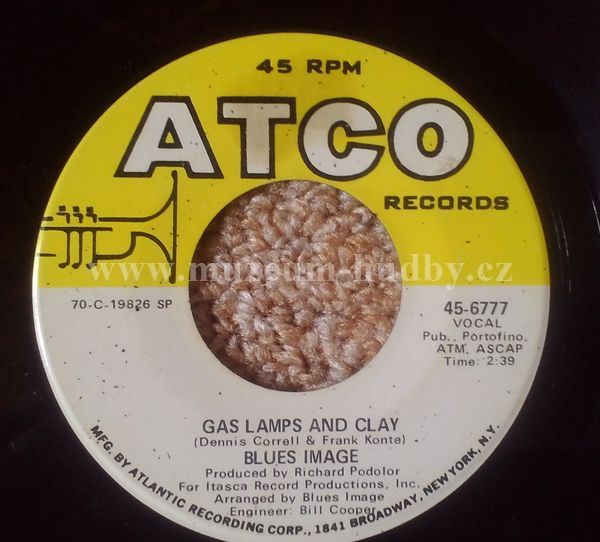 45 RPM
ATCO
RECORDS
www.muzeum-hudby.cz
70-C-19826 SP
45-6777
VOCAL
Pub., Portofino,
ATM, ASCAP
Time: 2:39
GAS LAMPS AND CLAY
(Dennis Correll & Frank Konte)
BLUES IMAGE
Produced by Richard Podolor
For Itasca Record Productions, Inc.
Arranged by Blues Image
Engineer: Bill Cooper
MFG. BY ATLANTIC RECORDING CORP., 1841 BROADWAY, NEW YORK, N.Y.